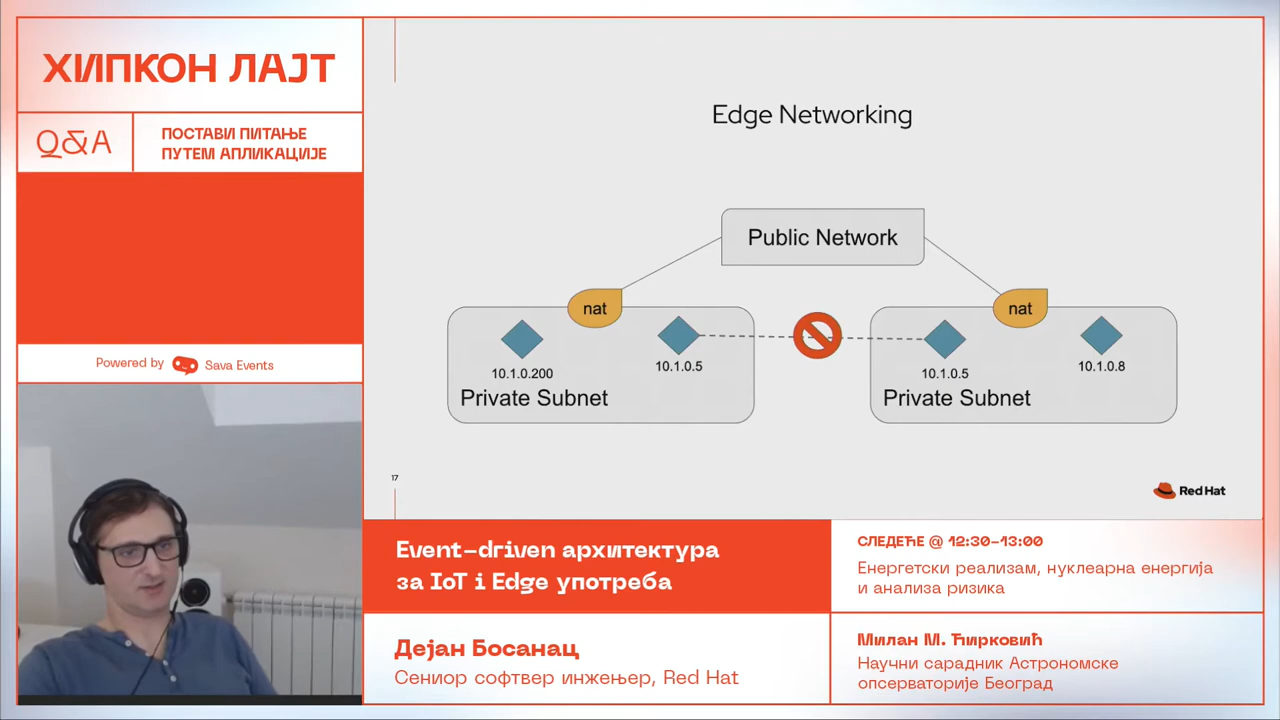 ХИПКОН ЛАЈТ
Q&A
ПОСТАВИ ПИТАЊЕ
ПУТЕМ АПЛИКАЦИЈЕ
Powered by Sava Events
Edge Networking
Public Network
nat
nat
10.1.0.200
10.1.0.5
10.1.0.5
10.1.0.8
Private Subnet
Private Subnet
17
Red Hat
Event-driven архитектура
за IoT i Edge употреба
Дејан Босанац
Сениор софтвер инжењер, Red Hat
СЛЕДЕЋЕ @ 12:30-13:00
Енергетски реализам, нуклеарна енергија
и анализа ризика
Милан М. Ћирковић
Научни сарадник Астрономске
опсерваторије Београд